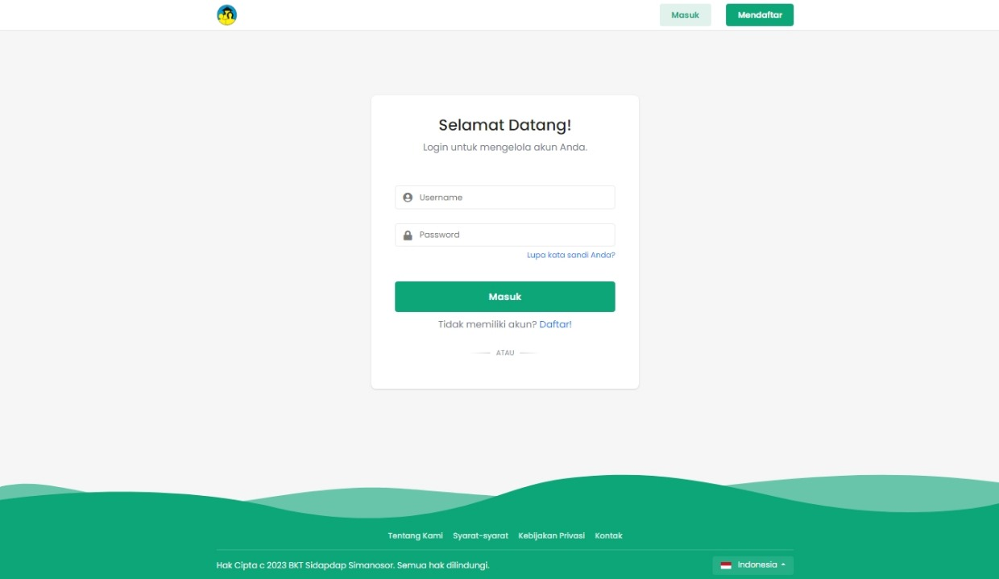 Masuk
Mendaftar
Selamat Datang!
Login untuk mengelola akun Anda.
Username
Password
Lupa kata sandi Anda?
Masuk
Tidak memiliki akun? Daftar!
ATAU
Tentang Kami Syarat-syarat Kebijakan Privasi Kontak
Hak Cipta c 2023 BKT Sidapdap Simanosor. Semua hak dilindungi.
Indonesia